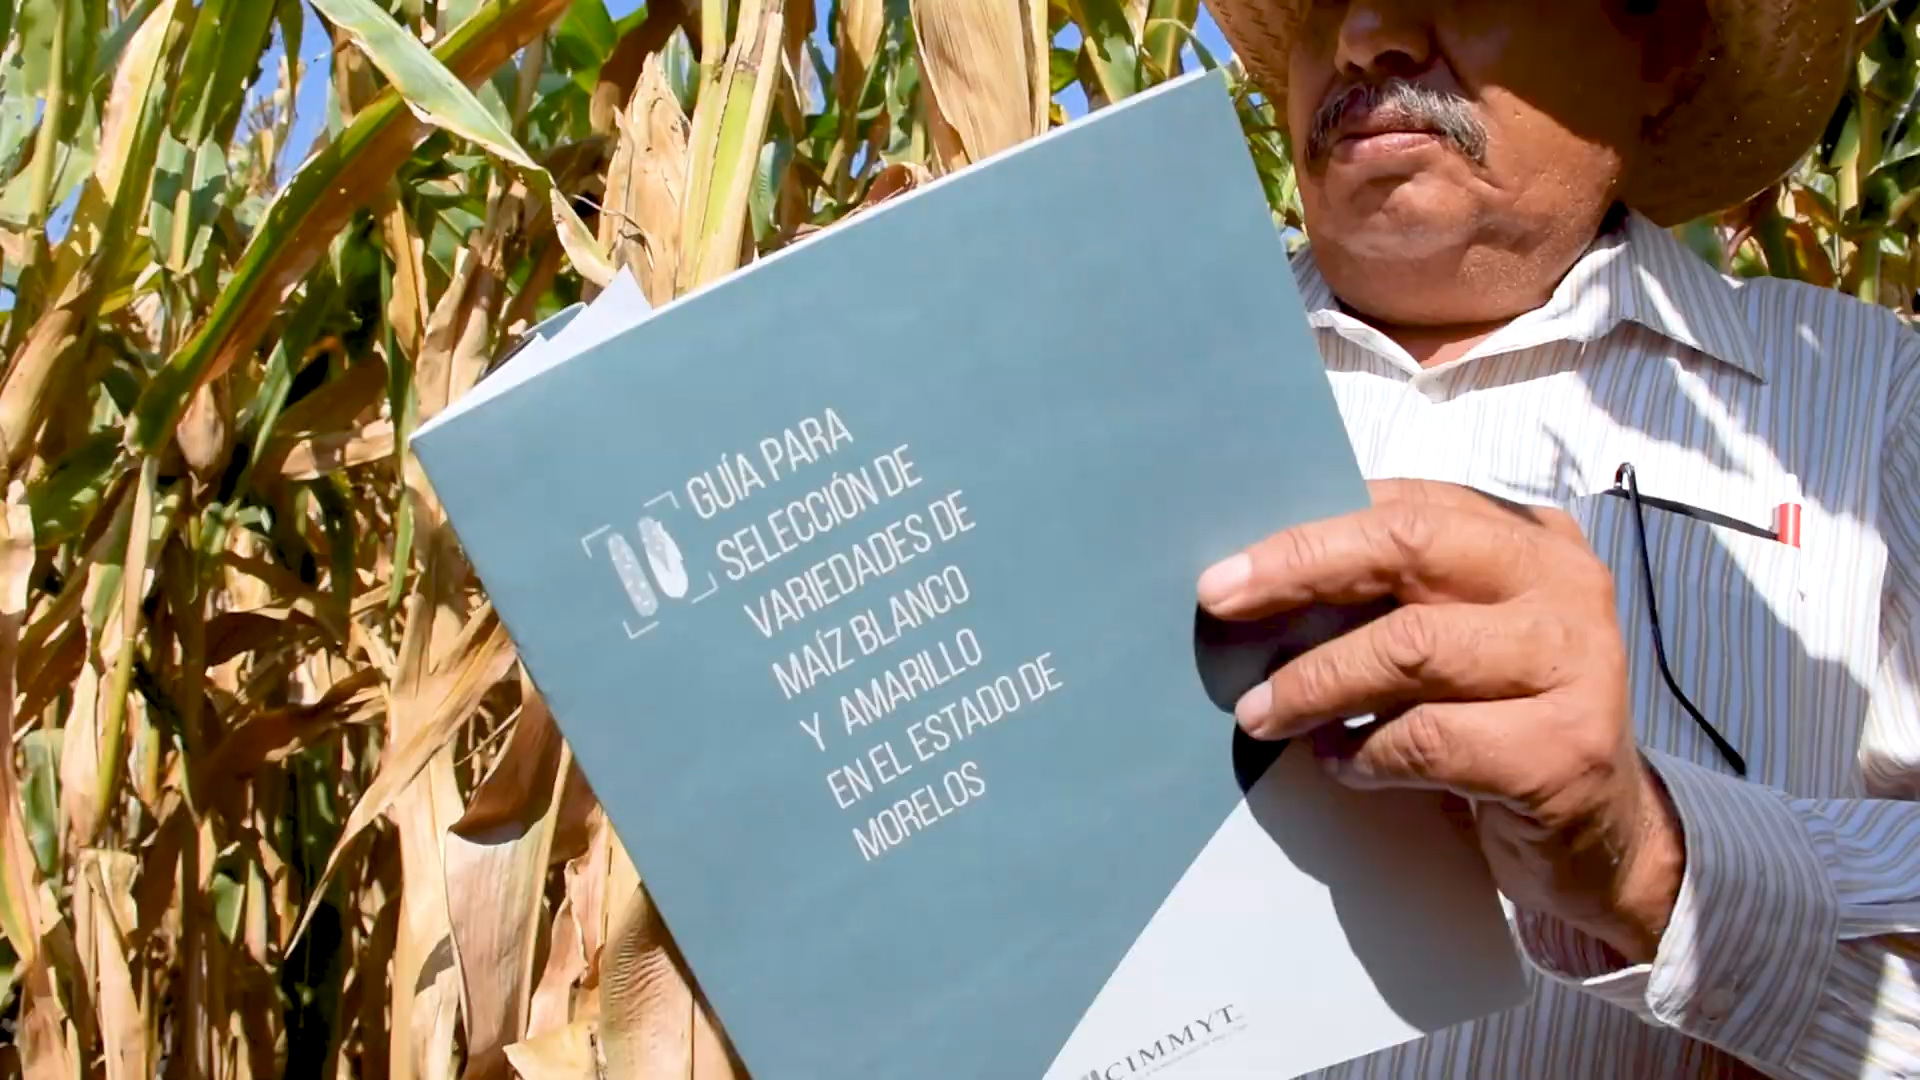 GUÍA PARA
SELECCIÓN DE
VARIEDADES DE
MAÍZ BLANCO
Y AMARILLO
EN EL ESTADO DE
MORELOS
CIMMYT